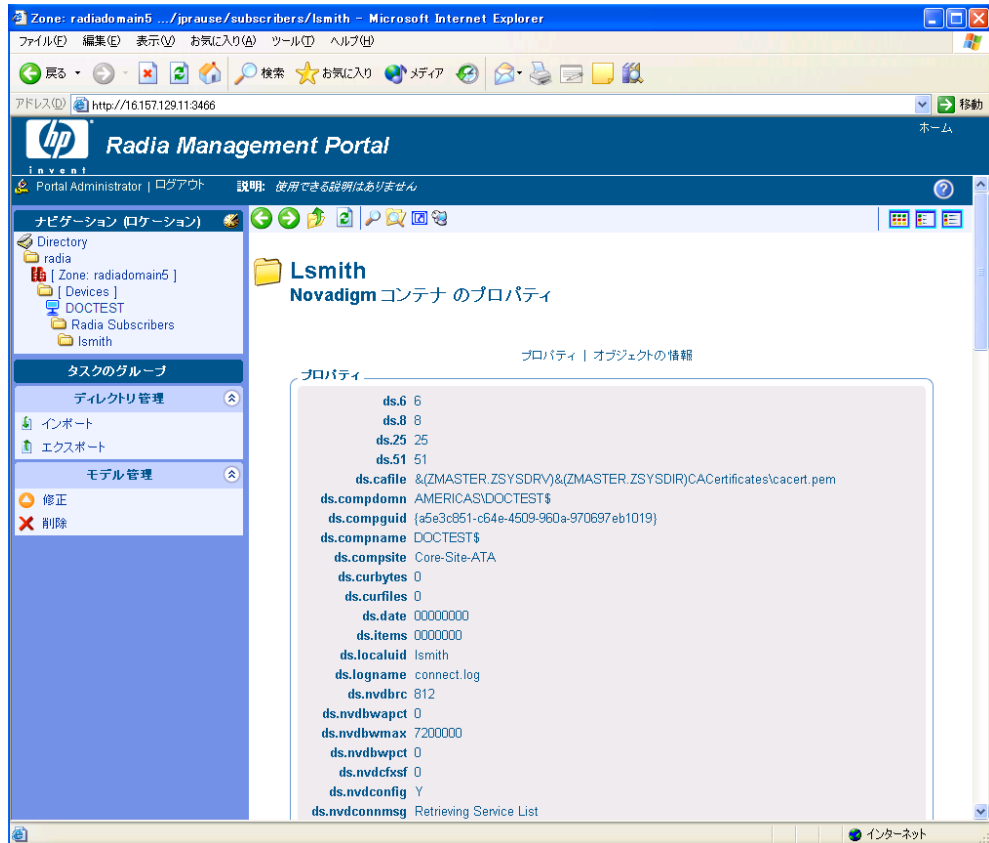 Zone: radiadomain5 .../jprause/subscribers/lsmith - Microsoft Internet Explorer
ファイル(F) 編集(E) 表示(V) お気に入り(A) ツール(T) ヘルプ(H)
戻る 検索 お気に入り メディア
アドレス(D) http://16.157.129.11:3466 移動
hp invent Radia Management Portal ホーム
Portal Administrator | ログアウト 説明: 使用できる説明はありません
ナビゲーション (ロケーション)
Directory
radia
[ Zone: radiadomain5 ]
[ Devices ]
DOCTEST
Radia Subscribers
lsmith
タスクのグループ
ディレクトリ管理
インポート
エクスポート
モデル管理
修正
削除
Lsmith
Novadigm コンテナ のプロパティ
プロパティ | オブジェクトの情報
プロパティ
ds.6 6
ds.8 8
ds.25 25
ds.51 51
ds.cafile &(ZMASTER.ZSYSDRV)&(ZMASTER.ZSYSDIR)CACertificates\cacert.pem
ds.compdomn AMERICAS\DOCTEST$
ds.compguid {a5e3c851-c64e-4509-960a-970697eb1019}
ds.compname DOCTEST$
ds.compsite Core-Site-ATA
ds.curbytes 0
ds.curfiles 0
ds.date 00000000
ds.items 0000000
ds.localuid lsmith
ds.logname connect.log
ds.nvdbrc 812
ds.nvdbwapct 0
ds.nvdbwmax 7200000
ds.nvdbwpct 0
ds.nvdcfxsf 0
ds.nvdconfig Y
ds.nvdconnmsg Retrieving Service List
インターネット